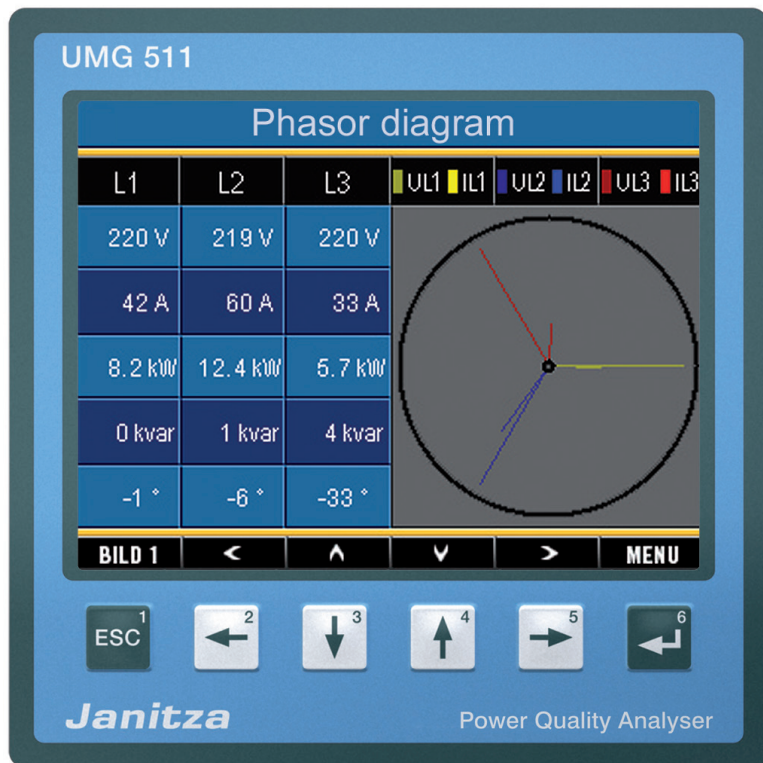 UMG 511
Phasor diagram
L1 L2 L3 UL1 IL1 UL2 IL2 UL3 IL3
220 V 219 V 220 V
42 A 60 A 33 A
8.2 kW 12.4 kW 5.7 kW
0 kvar 1 kvar 4 kvar
-1 ° -6 ° -33 °
BILD 1 < ʌ v > MENU
ESC 1 2 3 4 5 6
Janitza Power Quality Analyser